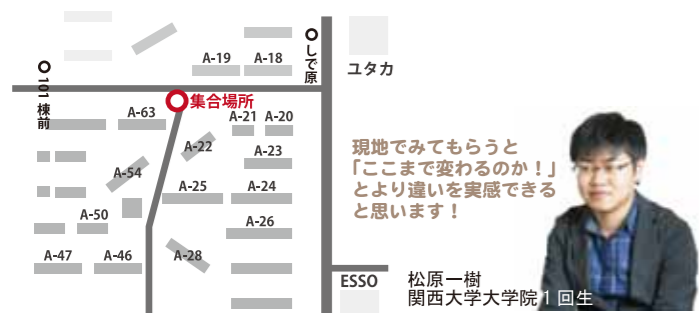 A-19
A-18
しで原
ユタカ
101棟前
集合場所
A-63
A-21
A-20
A-22
A-23
A-54
A-25
A-24
A-50
A-26
A-47
A-46
A-28
ESSO
現地でみてもらうと
「ここまで変わるのか！」
とより違いを実感できる
と思います！
松原一樹
関西大学大学院1回生